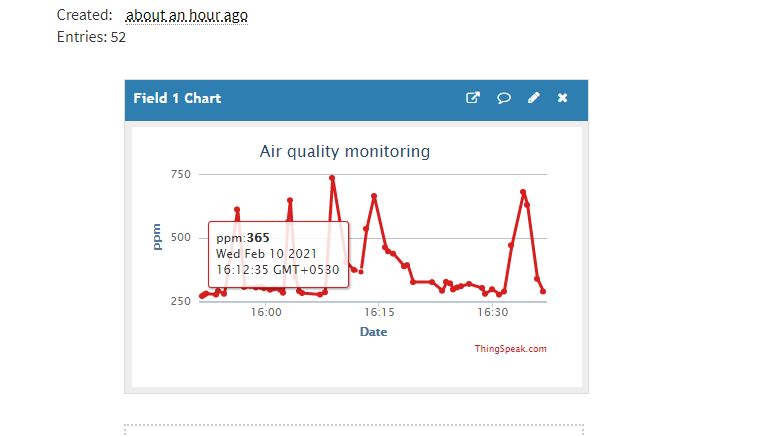 Created: about an hour ago
Entries: 52
Field 1 Chart
Air quality monitoring
750
500
250
ppm
ppm:365
Wed Feb 10 2021
16:12:35 GMT+0530
16:00 16:15 16:30
Date
ThingSpeak.com